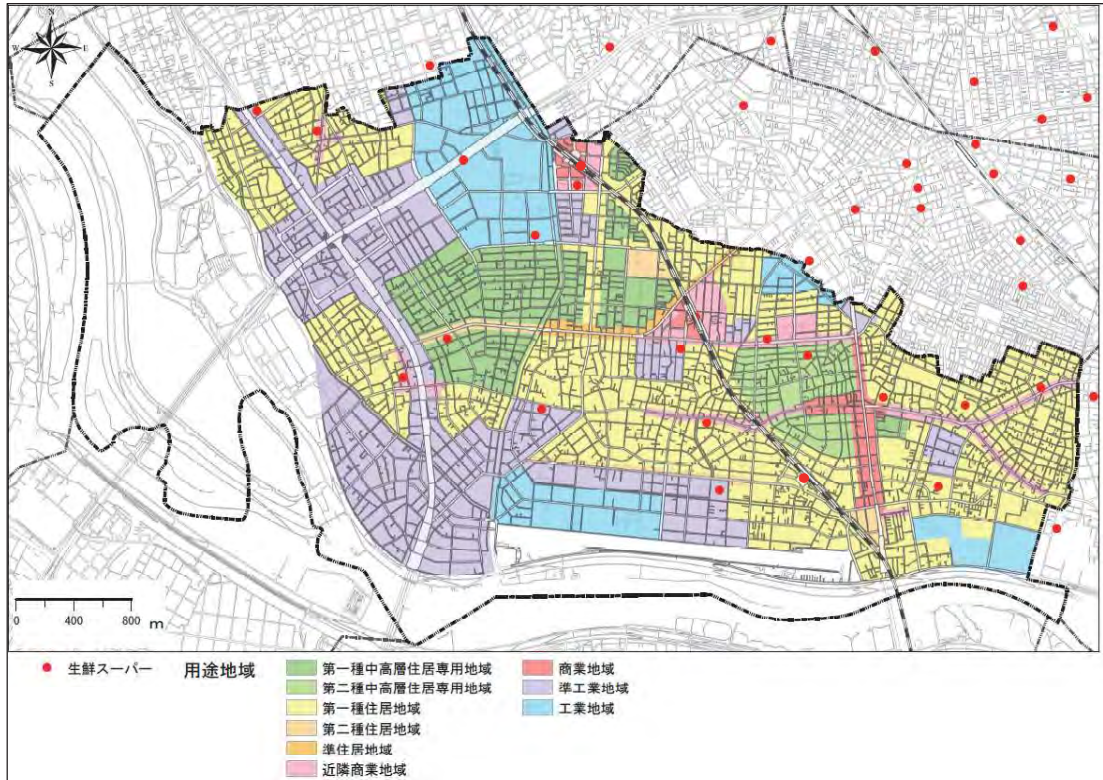 N
W
E
S
0
400
800
m
生鮮スーパー
用途地域
第一種中高層住居専用地域
第二種中高層住居専用地域
第一種住居地域
第二種住居地域
準住居地域
近隣商業地域
商業地域
準工業地域
工業地域